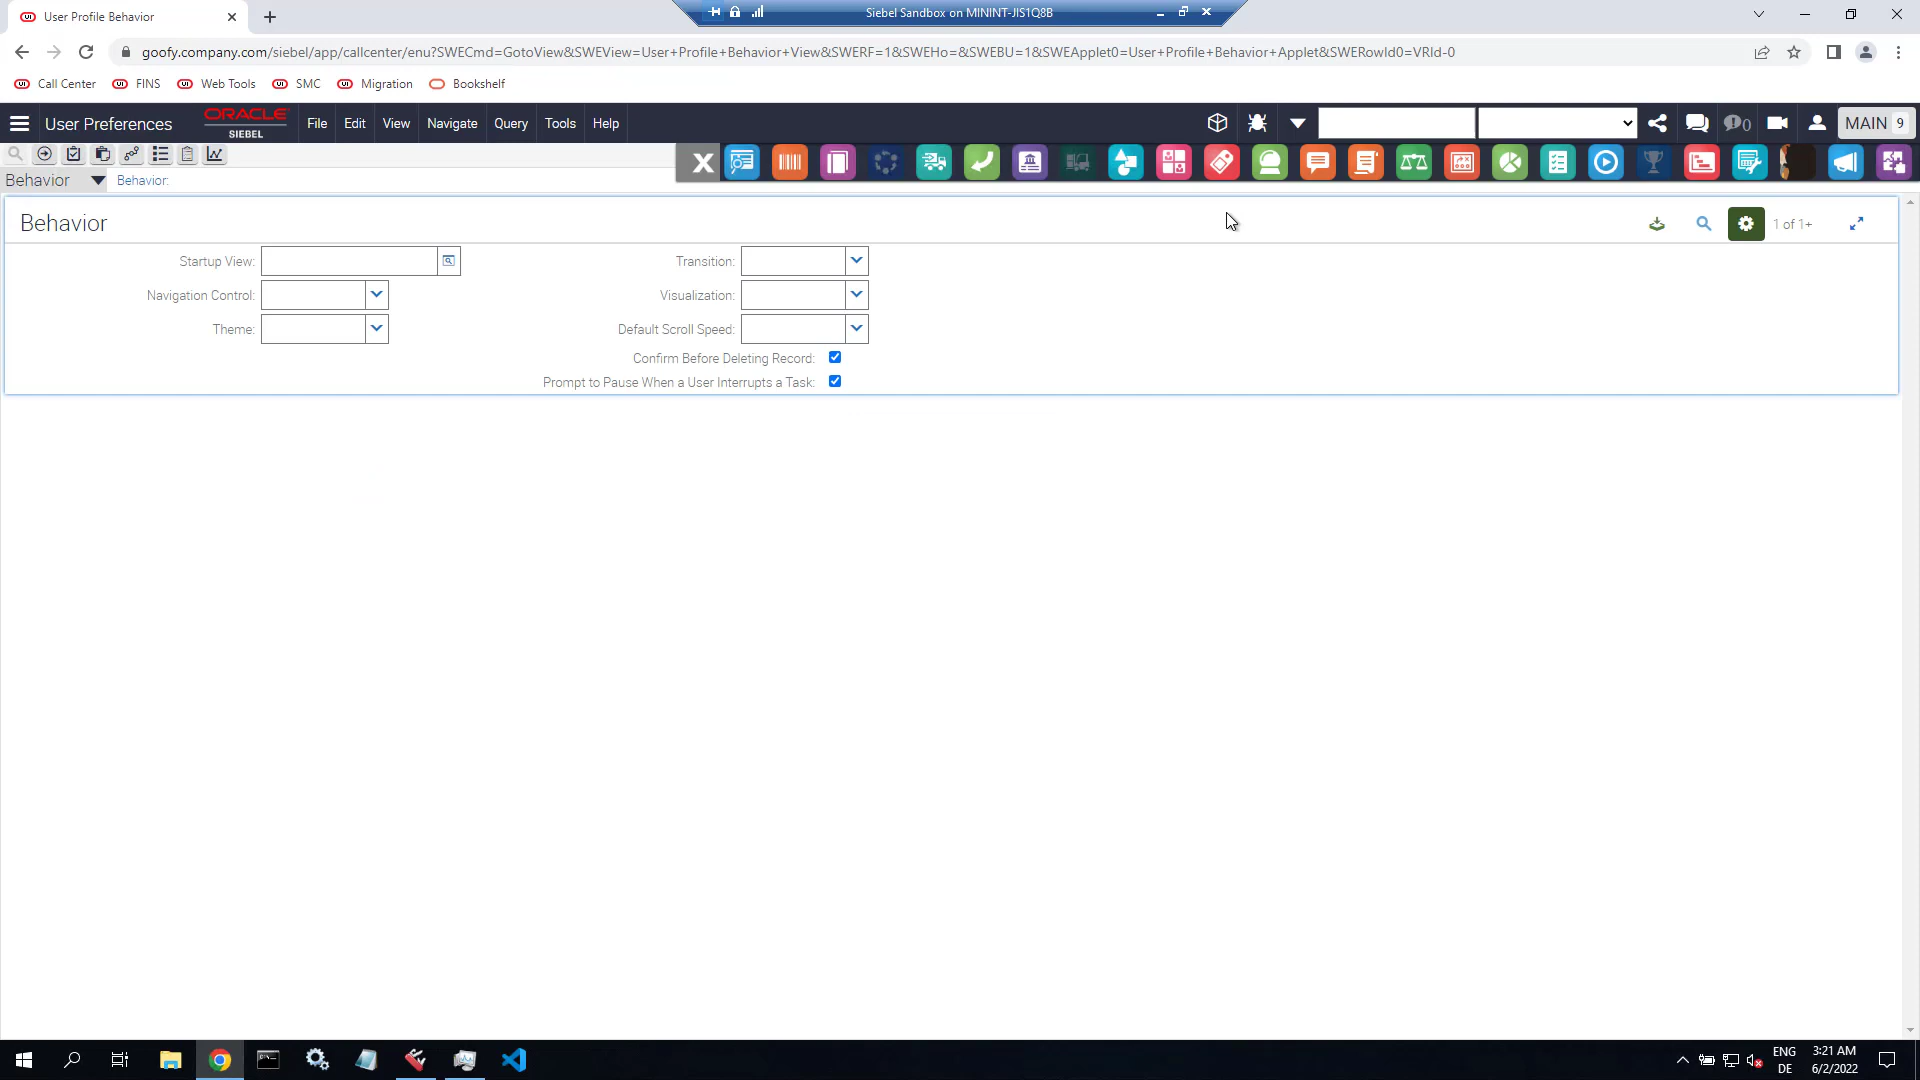 User Profile Behavior
Siebel Sandbox on MININT-JIS1Q8B
goofy.company.com/siebel/app/callcenter/enu?SWECmd=GotoView&SWEView=User+Profile+Behavior+View&SWERF=1&SWEHo=&SWEBU=1&SWEApplet0=User+Profile+Behavior+Applet&SWERowId0=VRId-0
Call Center FINS Web Tools SMC Migration Bookshelf
User Preferences ORACLE SIEBEL File Edit View Navigate Query Tools Help 0 MAIN 9
X
Behavior Behavior:
Behavior 1 of 1+
Startup View: Transition:
Navigation Control: Visualization:
Theme: Default Scroll Speed:
Confirm Before Deleting Record:
Prompt to Pause When a User Interrupts a Task:
ENG 3:21 AM
DE 6/2/2022